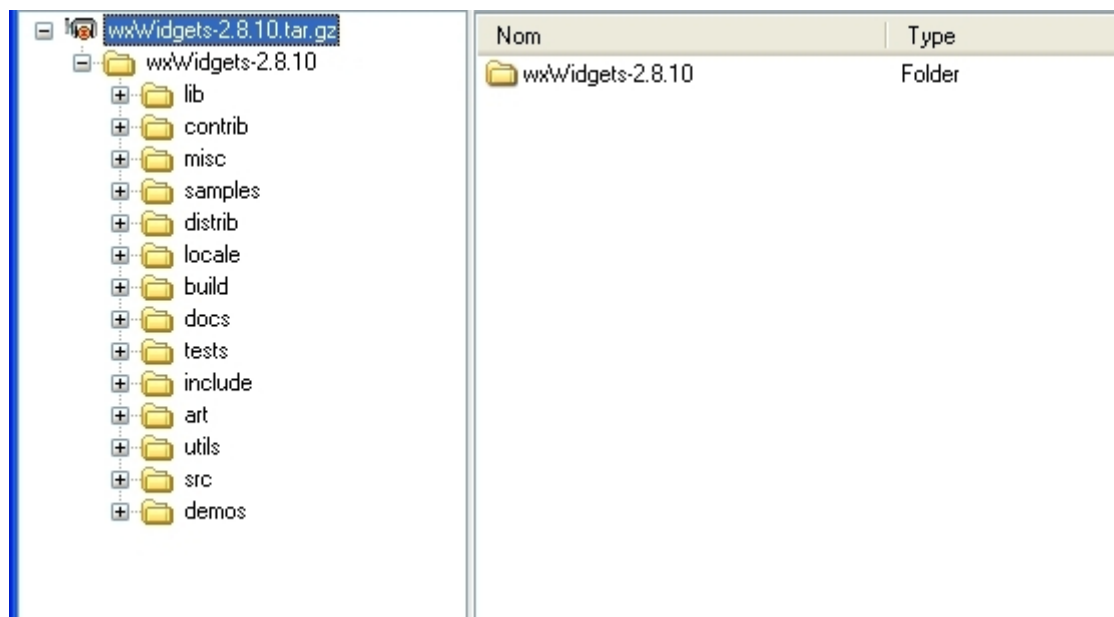 wxWidgets-2.8.10.tar.gz
wxWidgets-2.8.10
lib
contrib
misc
samples
distrib
locale
build
docs
tests
include
art
utils
src
demos
Nom Type
wxWidgets-2.8.10 Folder